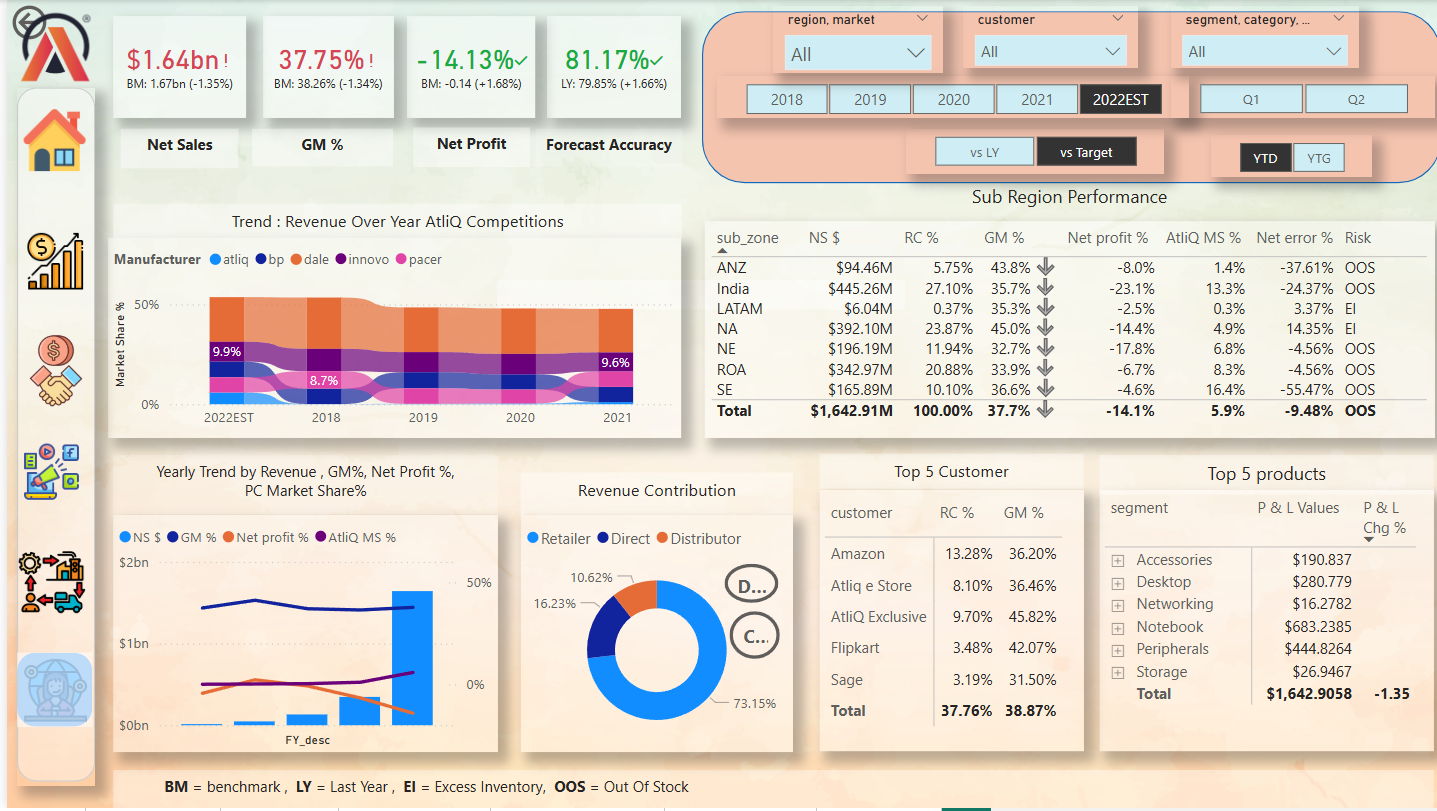 $1.64bn!
BM: 1.67bn (-1.35%)
Net Sales
37.75%!
BM: 38.26% (-1.34%)
GM %
-14.13%✓
BM: -0.14 (+1.68%)
Net Profit
81.17%✓
LY: 79.85% (+1.66%)
Forecast Accuracy
region, market
All
customer
All
segment, category, ...
All
2018 2019 2020 2021 2022EST
Q1 Q2
vs LY vs Target
YTD YTG
Trend : Revenue Over Year AtliQ Competitions
Manufacturer atliq bp dale innovo pacer
Market Share %
50%
0%
9.9%
8.7%
9.6%
2022EST 2018 2019 2020 2021
Sub Region Performance
sub_zone NS $ RC % GM % Net profit % AtliQ MS % Net error % Risk
ANZ $94.46M 5.75% 43.8% -8.0% 1.4% -37.61% OOS
India $445.26M 27.10% 35.7% -23.1% 13.3% -24.37% OOS
LATAM $6.04M 0.37% 35.3% -2.5% 0.3% 3.37% EI
NA $392.10M 23.87% 45.0% -14.4% 4.9% 14.35% EI
NE $196.19M 11.94% 32.7% -17.8% 6.8% -4.56% OOS
ROA $342.97M 20.88% 33.9% -6.7% 8.3% -4.56% OOS
SE $165.89M 10.10% 36.6% -4.6% 16.4% -55.47% OOS
Total $1,642.91M 100.00% 37.7% -14.1% 5.9% -9.48% OOS
Yearly Trend by Revenue , GM%, Net Profit %,
PC Market Share%
NS $ GM % Net profit % AtliQ MS %
$2bn
$1bn
$0bn
50%
0%
FY_desc
Revenue Contribution
Retailer Direct Distributor
10.62%
16.23%
73.15%
D...
C...
Top 5 Customer
customer RC % GM %
Amazon 13.28% 36.20%
Atliq e Store 8.10% 36.46%
AtliQ Exclusive 9.70% 45.82%
Flipkart 3.48% 42.07%
Sage 3.19% 31.50%
Total 37.76% 38.87%
Top 5 products
segment P & L Values P & L
Chg %
Accessories $190.837
Desktop $280.779
Networking $16.2782
Notebook $683.2385
Peripherals $444.8264
Storage $26.9467
Total $1,642.9058 -1.35
BM = benchmark , LY = Last Year , EI = Excess Inventory, OOS = Out Of Stock